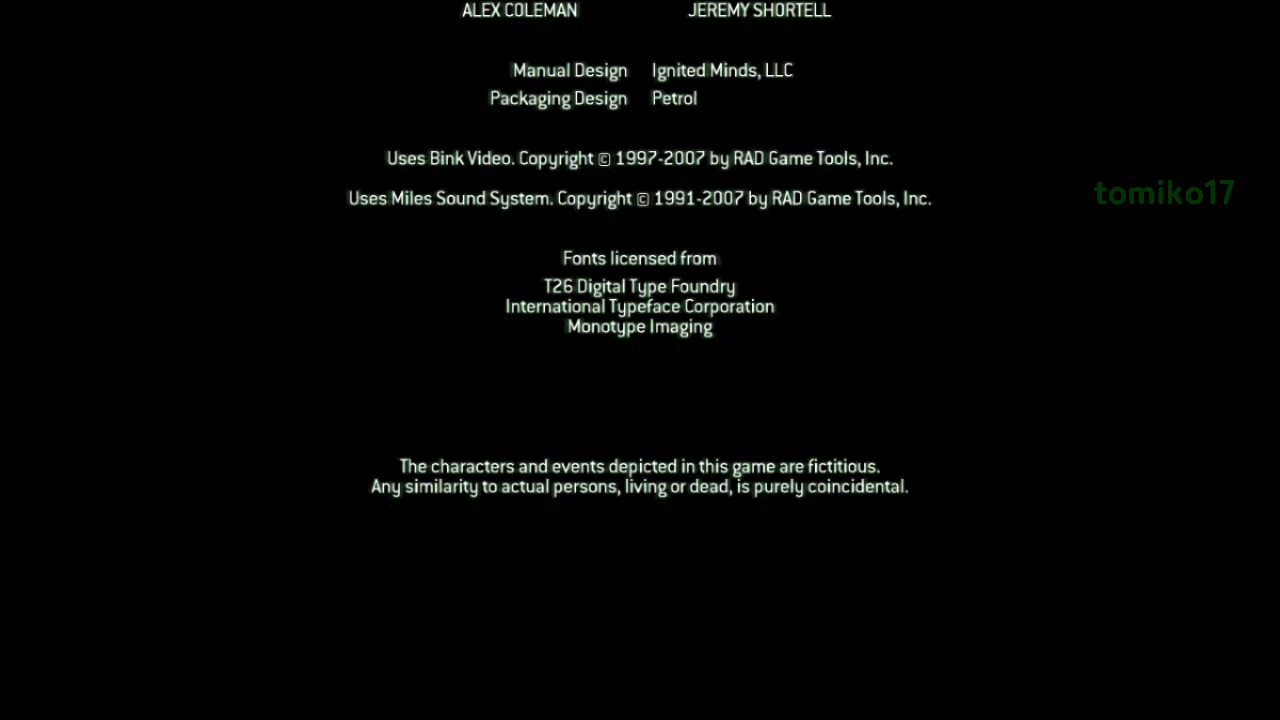 ALEX COLEMAN JEREMY SHORTELL
Manual Design Ignited Minds, LLC
Packaging Design Petrol
Uses Bink Video. Copyright © 1997-2007 by RAD Game Tools, Inc.
Uses Miles Sound System. Copyright © 1991-2007 by RAD Game Tools, Inc.
tomiko17
Fonts licensed from
T26 Digital Type Foundry
International Typeface Corporation
Monotype Imaging
The characters and events depicted in this game are fictitious.
Any similarity to actual persons, living or dead, is purely coincidental.